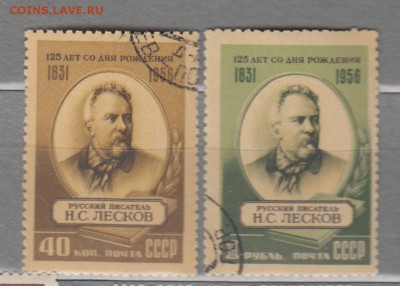 COINS.LAVE.RU
125 ЛЕТ СО ДНЯ РОЖДЕНИЯ
1831 1956
РУССКИЙ ПИСАТЕЛЬ
Н.С. ЛЕСКОВ
40 КОП. ПОЧТА СССР
125 ЛЕТ СО ДНЯ РОЖДЕНИЯ
1831 1956
РУССКИЙ ПИСАТЕЛЬ
Н.С. ЛЕСКОВ
РУБЛЬ ПОЧТА СССР